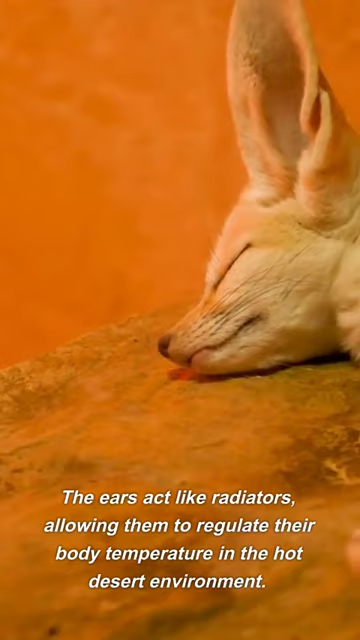 The ears act like radiators,
allowing them to regulate their
body temperature in the hot
desert environment.